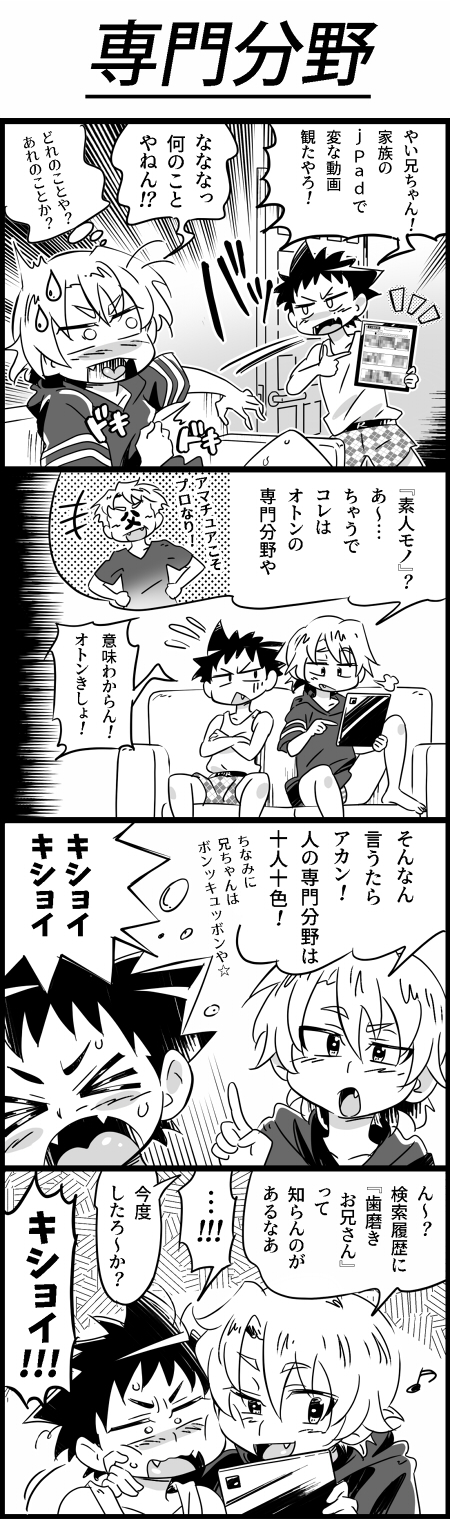 専門分野
やい兄ちゃん!
家族の
jPadで
変な動画
観たやろ!
なななっ
何のこと
やねん!?
どれのことや?
あれのことか?
ドキ
ドキ
『素人モノ』?
あ〜…
ちゃうで
コレは
オトンの
専門分野や
アマチュアこそ
プロなり!
意味わからん!
オトンきしょ!
そんなん
言うたら
アカン!
人の専門分野は
十人十色!
ちなみに
兄ちゃんは
ボンッキュッボンや☆
キショイ
キショイ
ん〜?
検索履歴に
『歯磨き
お兄さん』
って
知らんのが
あるなあ
…!!!
今度
したろ〜か?
キショイ!!!